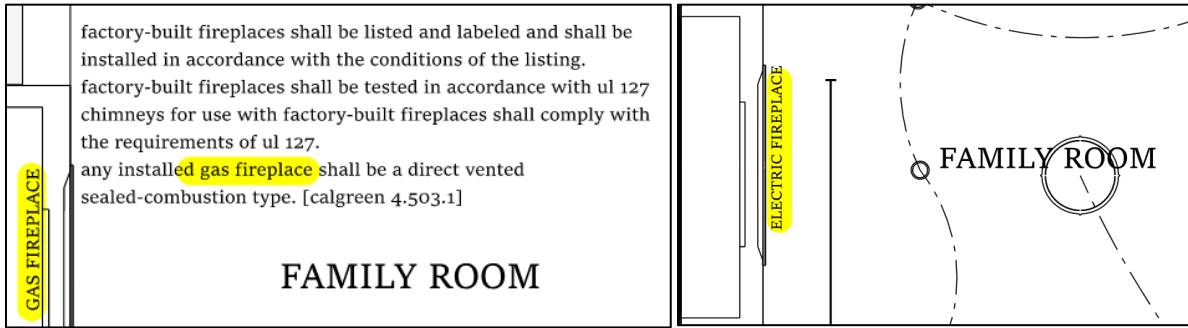 factory-built fireplaces shall be listed and labeled and shall be
installed in accordance with the conditions of the listing.
factory-built fireplaces shall be tested in accordance with ul 127
chimneys for use with factory-built fireplaces shall comply with
the requirements of ul 127.
any installed gas fireplace shall be a direct vented
sealed-combustion type. [calgreen 4.503.1]
GAS FIREPLACE
FAMILY ROOM
ELECTRIC FIREPLACE
FAMILY ROOM